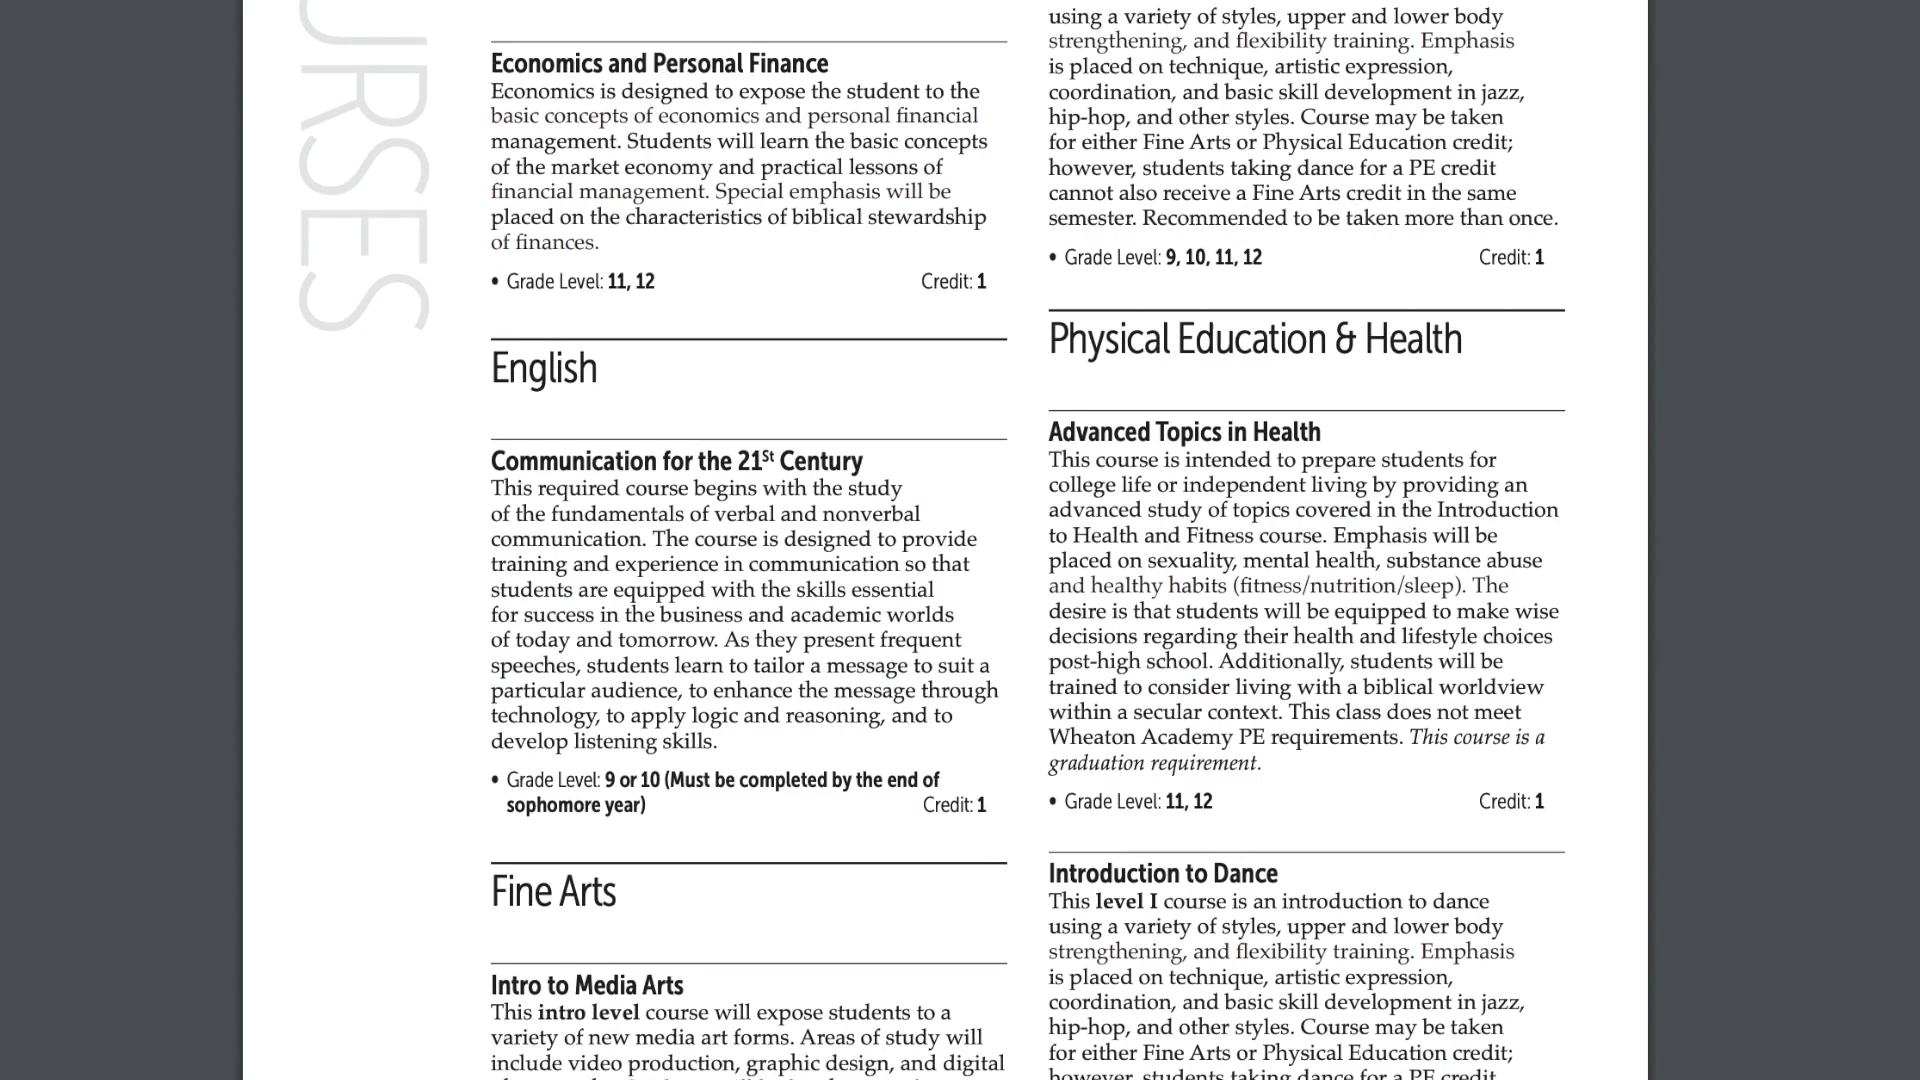 URSES
Economics and Personal Finance
Economics is designed to expose the student to the
basic concepts of economics and personal financial
management. Students will learn the basic concepts
of the market economy and practical lessons of
financial management. Special emphasis will be
placed on the characteristics of biblical stewardship
of finances.
• Grade Level: 11, 12 Credit: 1
English
Communication for the 21St Century
This required course begins with the study
of the fundamentals of verbal and nonverbal
communication. The course is designed to provide
training and experience in communication so that
students are equipped with the skills essential
for success in the business and academic worlds
of today and tomorrow. As they present frequent
speeches, students learn to tailor a message to suit a
particular audience, to enhance the message through
technology, to apply logic and reasoning, and to
develop listening skills.
• Grade Level: 9 or 10 (Must be completed by the end of
sophomore year) Credit: 1
Fine Arts
Intro to Media Arts
This intro level course will expose students to a
variety of new media art forms. Areas of study will
include video production, graphic design, and digital
using a variety of styles, upper and lower body
strengthening, and flexibility training. Emphasis
is placed on technique, artistic expression,
coordination, and basic skill development in jazz,
hip-hop, and other styles. Course may be taken
for either Fine Arts or Physical Education credit;
however, students taking dance for a PE credit
cannot also receive a Fine Arts credit in the same
semester. Recommended to be taken more than once.
• Grade Level: 9, 10, 11, 12 Credit: 1
Physical Education & Health
Advanced Topics in Health
This course is intended to prepare students for
college life or independent living by providing an
advanced study of topics covered in the Introduction
to Health and Fitness course. Emphasis will be
placed on sexuality, mental health, substance abuse
and healthy habits (fitness/nutrition/sleep). The
desire is that students will be equipped to make wise
decisions regarding their health and lifestyle choices
post-high school. Additionally, students will be
trained to consider living with a biblical worldview
within a secular context. This class does not meet
Wheaton Academy PE requirements. This course is a
graduation requirement.
• Grade Level: 11, 12 Credit: 1
Introduction to Dance
This level I course is an introduction to dance
using a variety of styles, upper and lower body
strengthening, and flexibility training. Emphasis
is placed on technique, artistic expression,
coordination, and basic skill development in jazz,
hip-hop, and other styles. Course may be taken
for either Fine Arts or Physical Education credit;
however, students taking dance for a PE credit